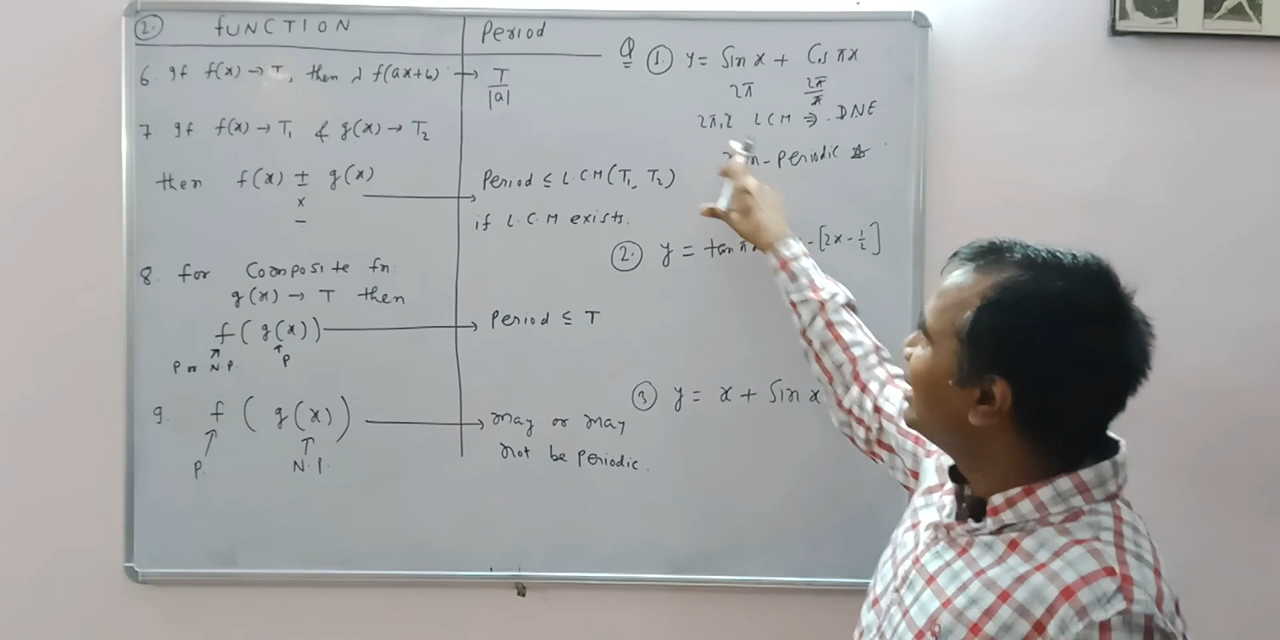 2. FUNCTION
Period
6. If f(x) → T, then λ f(ax+b) → T/|a|
7 If f(x) → T₁ & g(x) → T₂
then f(x) ± g(x)
×
–
Period ≤ LCM (T₁, T₂)
if L.C.M exists.
8. for Composite fn.
g(x) → T then
f(g(x)) → Period ≤ T
P or N.P. P
9. f(g(x)) → may or may
not be periodic.
P. N.P.
Q 1. y = Sin x + Cos πx
2π 2π/π
2π, 2 LCM ⇒ DNE
-Periodic
2. y = tan π - [2x - 1/2]
3. y = x + Sin x